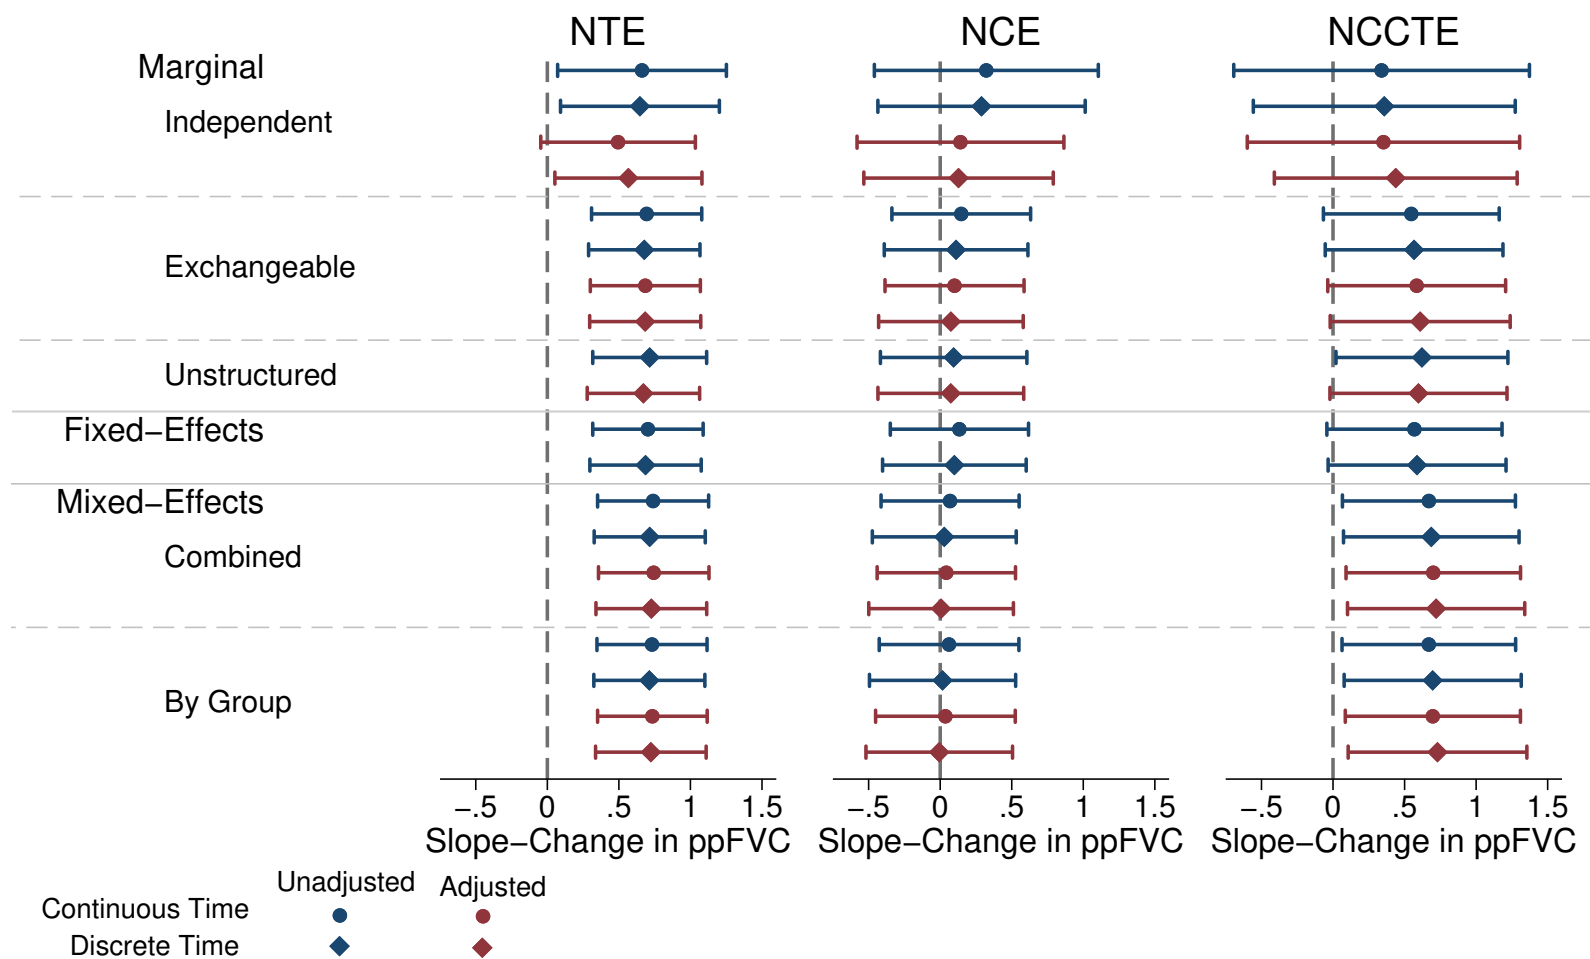 NTE NCE NCCTE
Marginal
Independent
Exchangeable
Unstructured
Fixed−Effects
Mixed−Effects
Combined
By Group
−.5 0 .5 1 1.5 −.5 0 .5 1 1.5 −.5 0 .5 1 1.5
Slope−Change in ppFVC Slope−Change in ppFVC Slope−Change in ppFVC
Unadjusted Adjusted
Continuous Time
Discrete Time